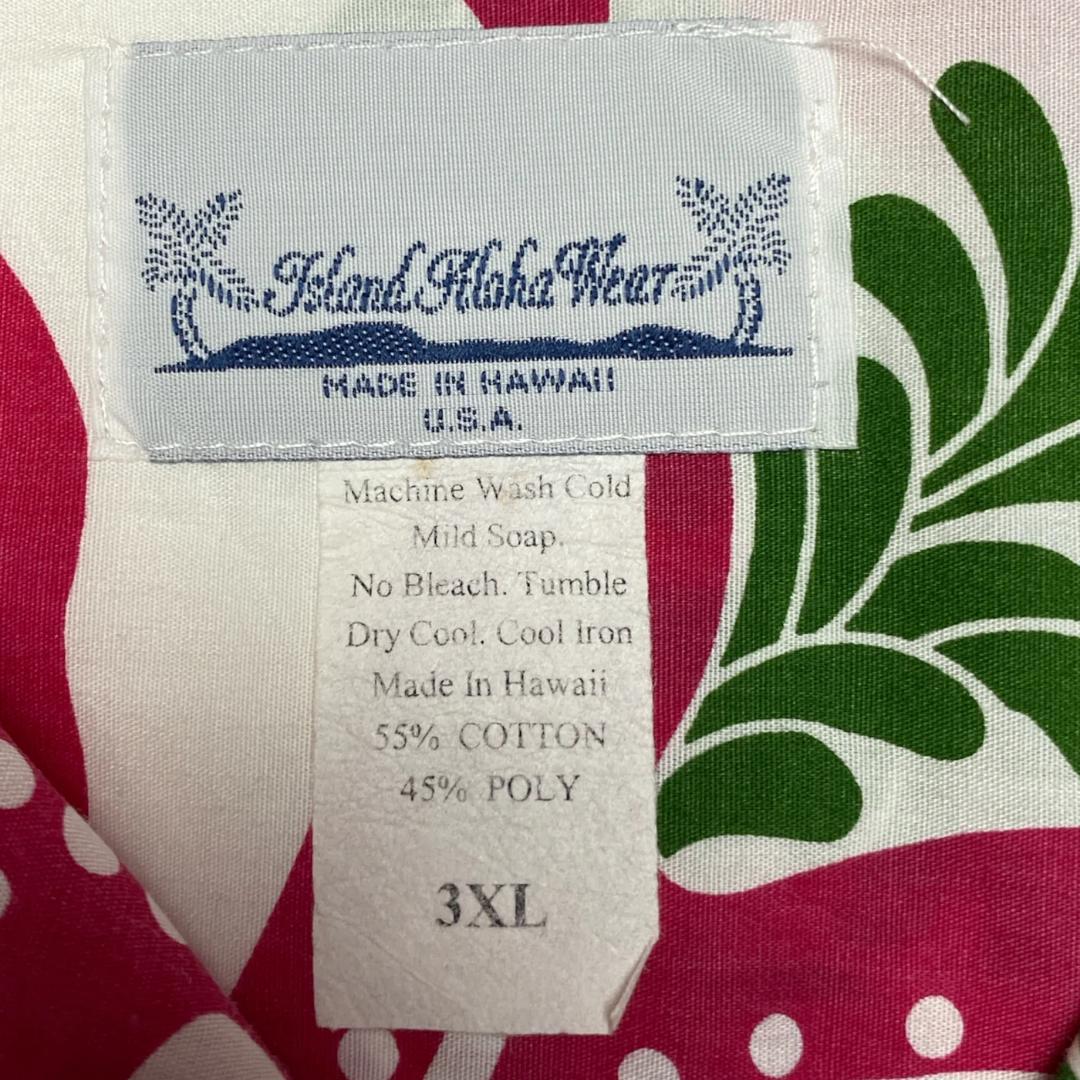 Island Aloha Wear
MADE IN HAWAII
U.S.A.
Machine Wash Cold
Mild Soap.
No Bleach. Tumble
Dry Cool. Cool Iron
Made In Hawaii
55% COTTON
45% POLY
3XL